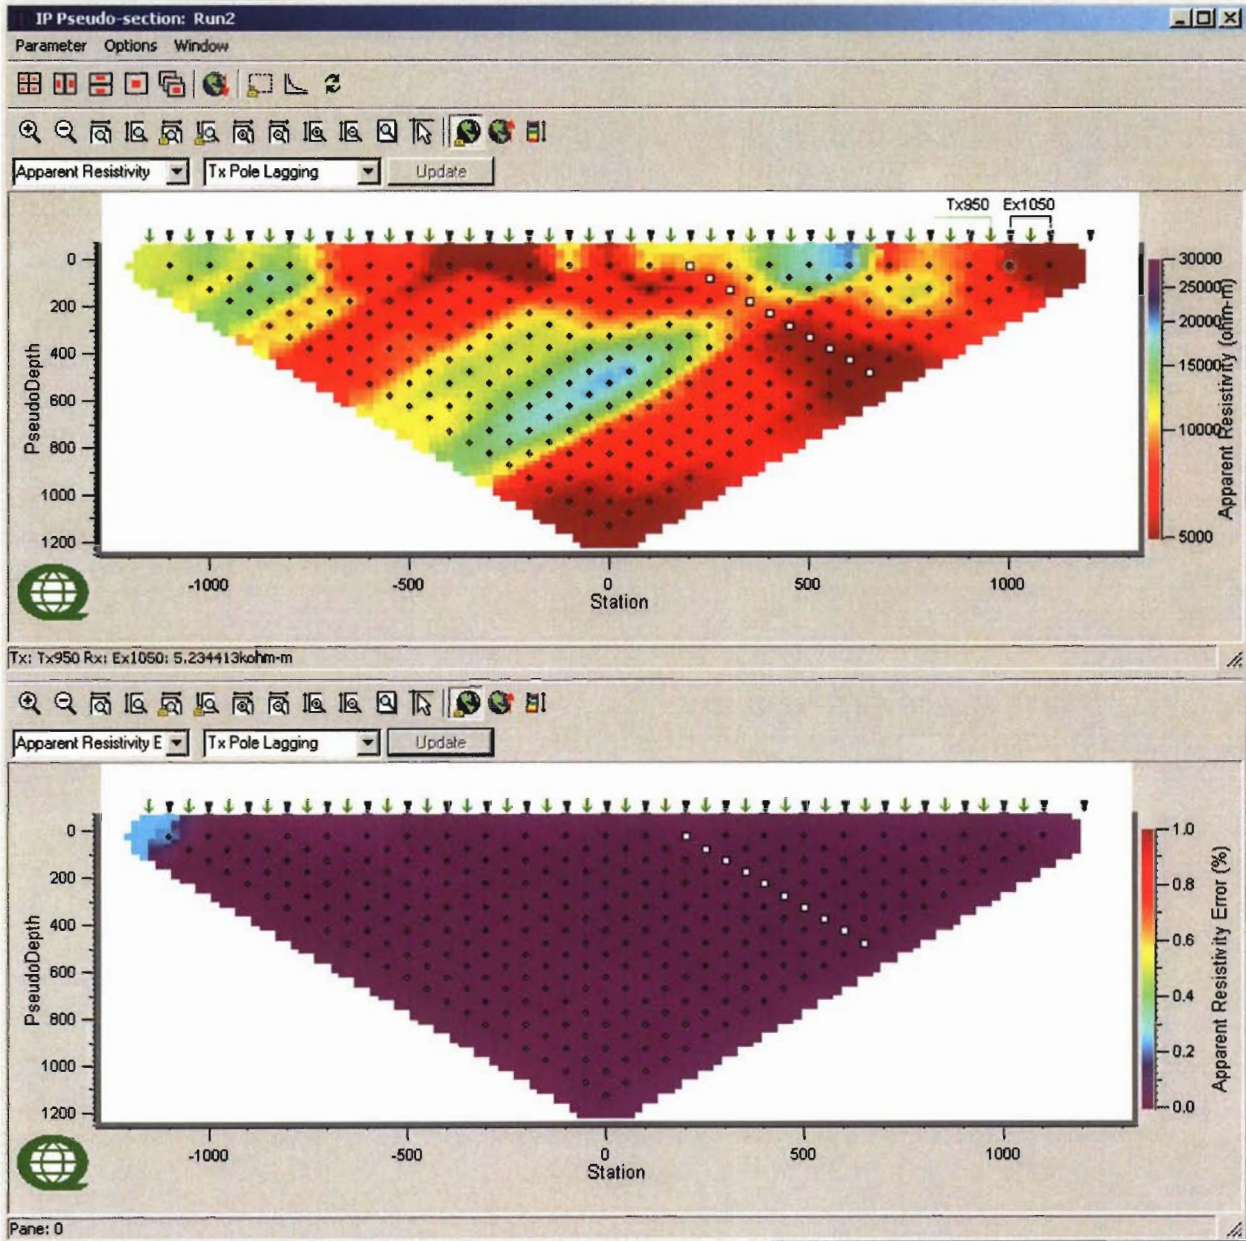 IP Pseudo-section: Run2
Parameter Options Window
Apparent Resistivity Tx Pole Lagging Update
Tx950 Ex1050
0
200
400
600
800
1000
1200
PseudoDepth
-1000 -500 0 500 1000
Station
30000
25000
20000
15000
10000
5000
Apparent Resistivity (ohm-m)
Tx: Tx950 Rx: Ex1050: 5.234413kohm-m
Apparent Resistivity E Tx Pole Lagging Update
0
200
400
600
800
1000
1200
PseudoDepth
-1000 -500 0 500 1000
Station
1.0
0.8
0.6
0.4
0.2
0.0
Apparent Resistivity Error (%)
Pane: 0